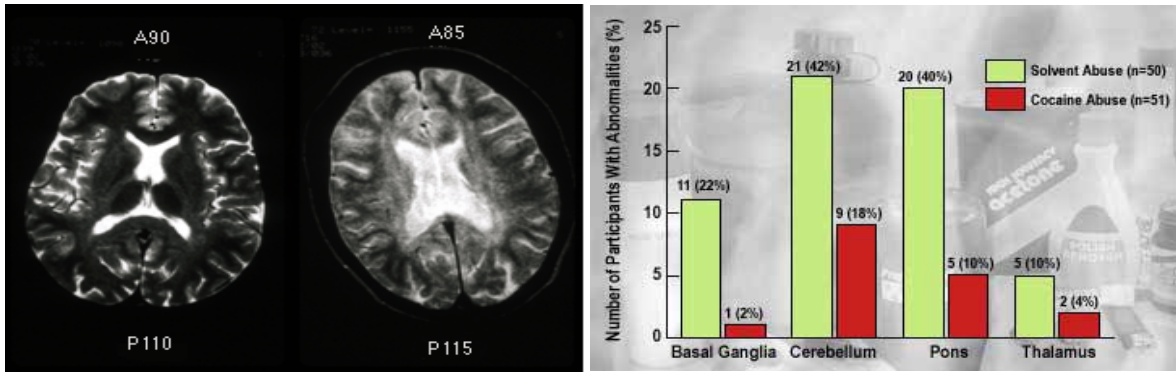 A90
P110
A85
P115
Number of Participants With Abnormalities (%)
25
20
15
10
5
0
Solvent Abuse (n=50)
Cocaine Abuse (n=51)
11 (22%)
1 (2%)
21 (42%)
9 (18%)
20 (40%)
5 (10%)
5 (10%)
2 (4%)
Basal Ganglia
Cerebellum
Pons
Thalamus
acetone